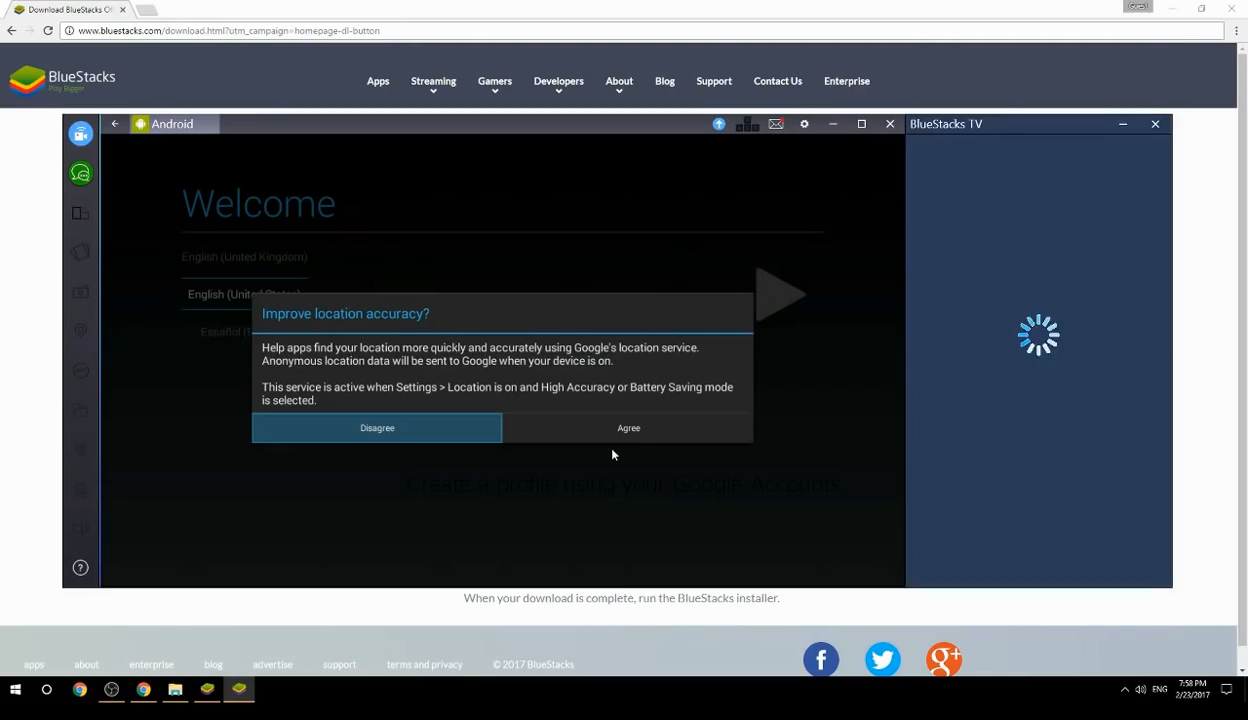 Download BlueStacks Of
Guest
www.bluestacks.com/download.html?utm_campaign=homepage-dl-button
BlueStacks
Play Bigger
Apps
Streaming
Gamers
Developers
About
Blog
Support
Contact Us
Enterprise
Android
BlueStacks TV
Welcome
English (United Kingdom)
English (United States)
Español (
Improve location accuracy?
Help apps find your location more quickly and accurately using Google's location service.
Anonymous location data will be sent to Google when your device is on.
This service is active when Settings > Location is on and High Accuracy or Battery Saving mode
is selected.
Disagree
Agree
Create a profile using your Google Accounts
?
When your download is complete, run the BlueStacks installer.
apps
about
enterprise
blog
advertise
support
terms and privacy
© 2017 BlueStacks
f
g+
ENG
7:58 PM
2/23/2017